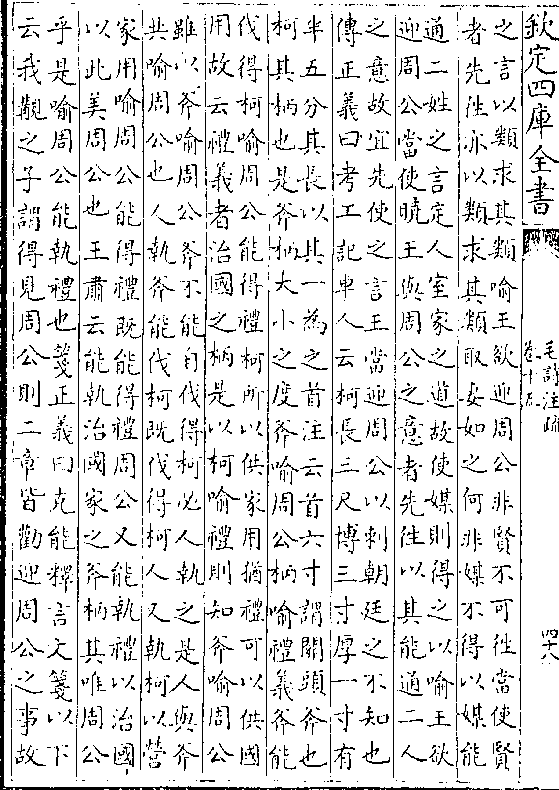 欽定四庫全書
毛詩注疏
卷十五
四十八
之言以類求其類喻王欲迎周公非賢不可往當使賢
者先往亦以類求其類取妻如之何非媒不得以媒能
通二姓之言定人室家之道故使媒則得之以喻王欲
迎周公當使曉王與周公之意者先往以其能通二人
之意故宜先使之言王當迎周公以刺朝廷之不知也
傳正義曰考工記車人云柯長三尺博三寸厚一寸有
半五分其長以其一為之首注云首六寸謂關頭斧也
柯其柄也是斧柄大小之度斧喻周公柄喻禮義斧能
伐得柯喻周公能得禮柯所以供家用猶禮可以供國
用故云禮義者治國之柄是以柯喻禮則知斧喻周公
雖以斧喻周公斧不能自伐得柯必人執之是人與斧
共喻周公也人執斧能伐柯既伐得柯人又執柯以營
家用喻周公能得禮既能得禮周公又能執禮以治國
以此美周公也王肅云能執治國家之斧柄其唯周公
乎是喻周公能執禮也箋正義曰克能釋言文箋以下
云我覯之子謂得見周公則二章皆勸迎周公之事故